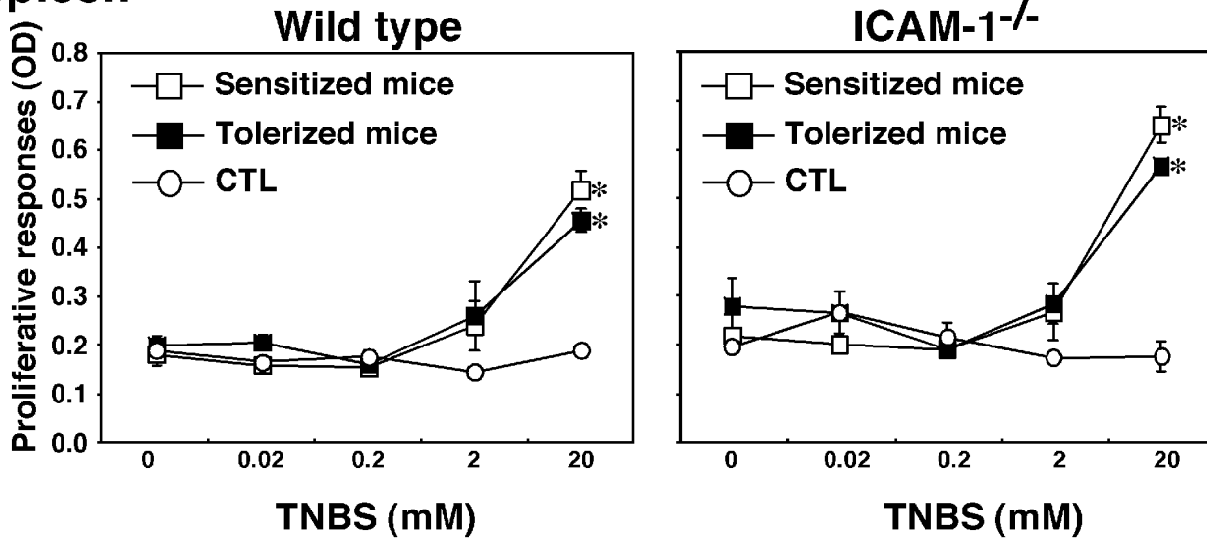 spleen
Wild type
ICAM-1-/-
Proliferative responses (OD)
0.8
0.7
0.6
0.5
0.4
0.3
0.2
0.1
0.0
Sensitized mice
Tolerized mice
CTL
*
*
0
0.02
0.2
2
20
TNBS (mM)
Sensitized mice
Tolerized mice
CTL
*
*
0
0.02
0.2
2
20
TNBS (mM)